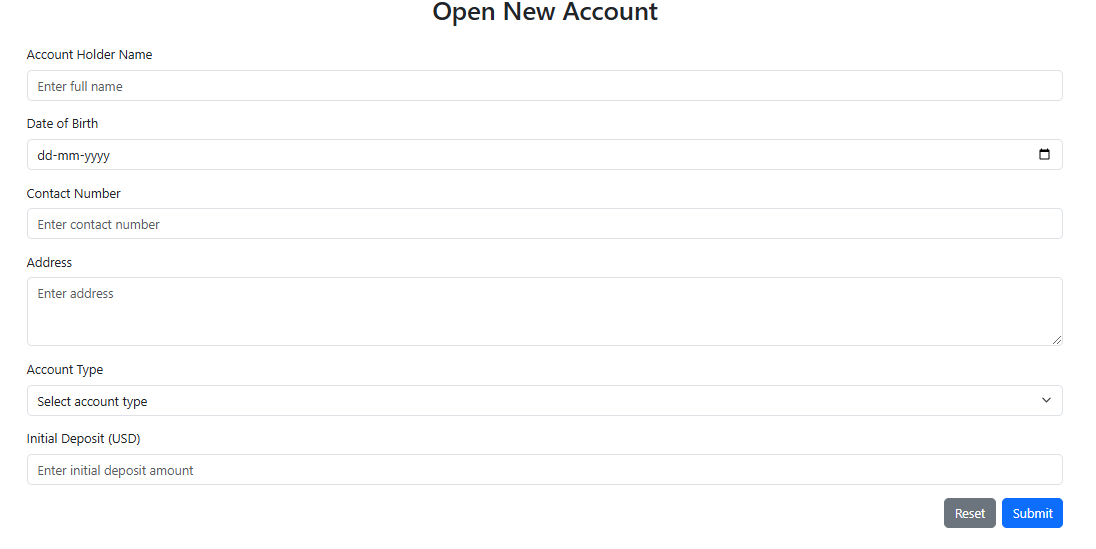 Open New Account
Account Holder Name
Enter full name
Date of Birth
dd-mm-yyyy
Contact Number
Enter contact number
Address
Enter address
Account Type
Select account type
Initial Deposit (USD)
Enter initial deposit amount
Reset Submit